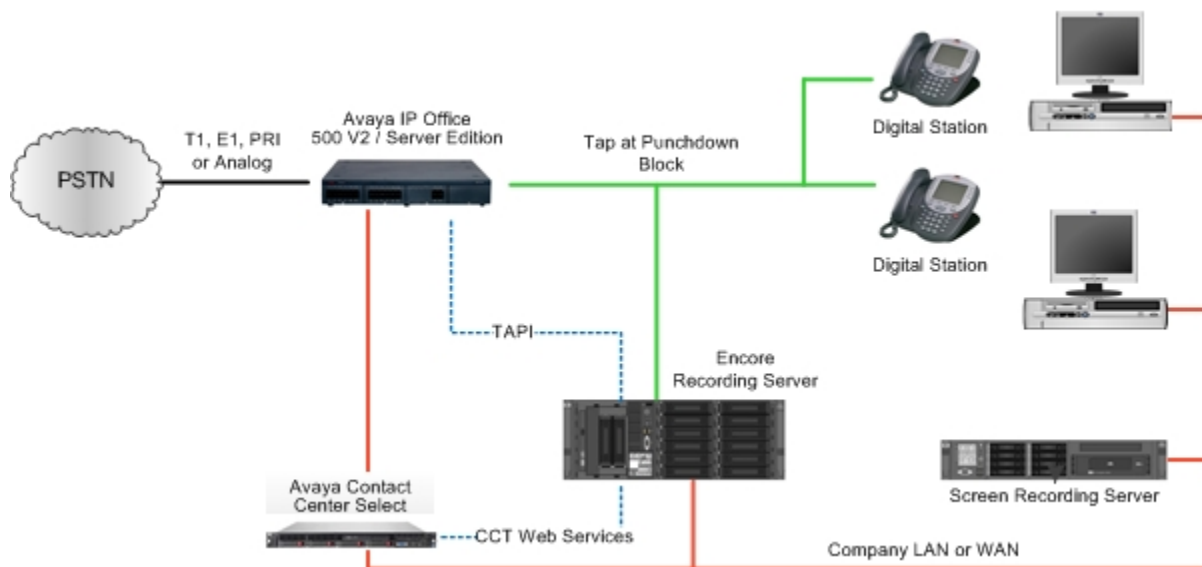 Avaya IP Office
500 V2 / Server Edition
T1, E1, PRI
or Analog
PSTN
Tap at Punchdown
Block
Digital Station
Digital Station
TAPI
Encore
Recording Server
Avaya Contact
Center Select
CCT Web Services
Screen Recording Server
Company LAN or WAN